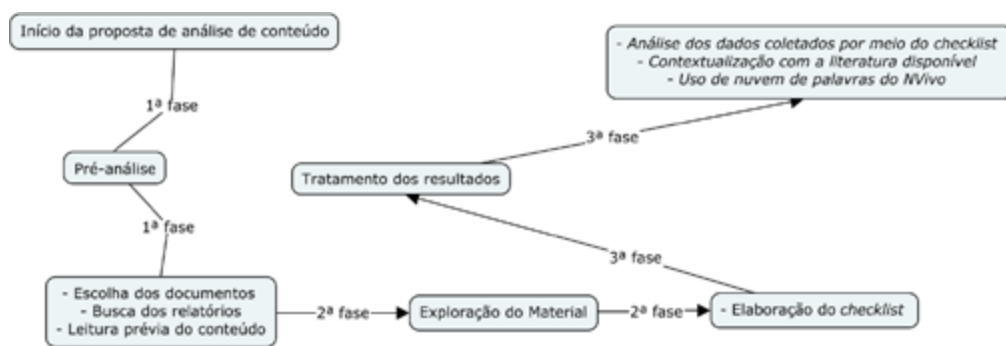 Início da proposta de análise de conteúdo
1ª fase
Pré-análise
1ª fase
- Escolha dos documentos
- Busca dos relatórios
- Leitura prévia do conteúdo
2ª fase
Exploração do Material
2ª fase
- Elaboração do checklist
3ª fase
Tratamento dos resultados
3ª fase
- Análise dos dados coletados por meio do checklist
- Contextualização com a literatura disponível
- Uso de nuvem de palavras do NVivo